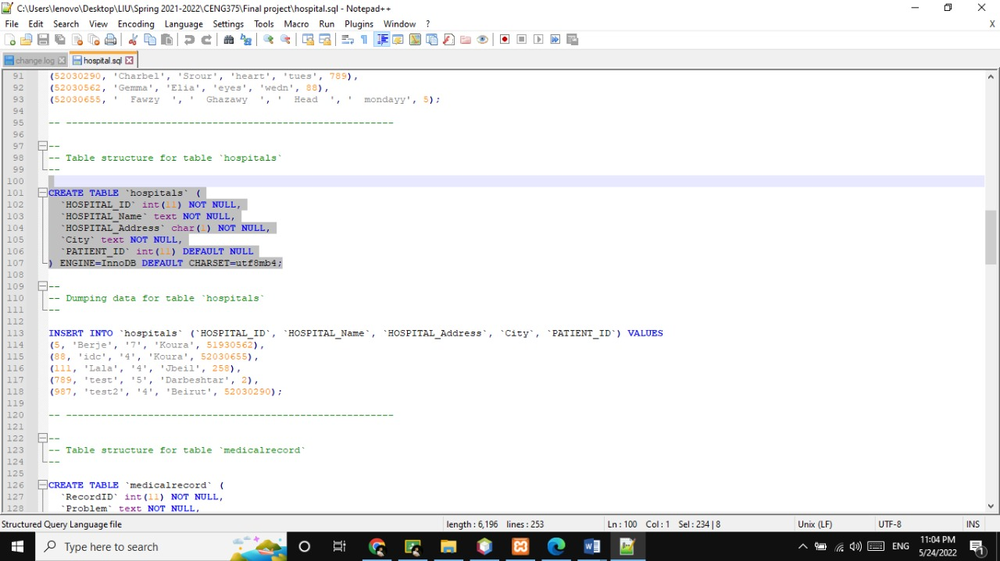 C:\Users\lenovo\Desktop\LIU\Spring 2021-2022\CENG375\Final project\hospital.sql - Notepad++
File Edit Search View Encoding Language Settings Tools Macro Run Plugins Window ? X
change.log hospital.sql
91 (52030290, 'Charbel', 'Srour', 'heart', 'tues', 789),
92 (52030562, 'Gemma', 'Elia', 'eyes', 'wedn', 88),
93 (52030655, '  Fawzy  ', '  Ghazawy  ', '  Head  ', '  mondayy', 5);
94
95 -- --------------------------------------------------------
96
97 --
98 -- Table structure for table `hospitals`
99 --
100
101 CREATE TABLE `hospitals` (
102   `HOSPITAL_ID` int(11) NOT NULL,
103   `HOSPITAL_Name` text NOT NULL,
104   `HOSPITAL_Address` char(1) NOT NULL,
105   `City` text NOT NULL,
106   `PATIENT_ID` int(11) DEFAULT NULL
107 ) ENGINE=InnoDB DEFAULT CHARSET=utf8mb4;
108
109 --
110 -- Dumping data for table `hospitals`
111 --
112
113 INSERT INTO `hospitals` (`HOSPITAL_ID`, `HOSPITAL_Name`, `HOSPITAL_Address`, `City`, `PATIENT_ID`) VALUES
114 (5, 'Berje', '7', 'Koura', 51930562),
115 (88, 'idc', '4', 'Koura', 52030655),
116 (111, 'Lala', '4', 'Jbeil', 258),
117 (789, 'test', '5', 'Darbeshtar', 2),
118 (987, 'test2', '4', 'Beirut', 52030290);
119
120 -- --------------------------------------------------------
121
122 --
123 -- Table structure for table `medicalrecord`
124 --
125
126 CREATE TABLE `medicalrecord` (
127   `RecordID` int(11) NOT NULL,
128   `Problem` text NOT NULL,
Structured Query Language file length : 6,196 lines : 253 Ln : 100 Col : 1 Sel : 234 | 8 Unix (LF) UTF-8 INS
Type here to search ENG 11:04 PM
5/24/2022 1